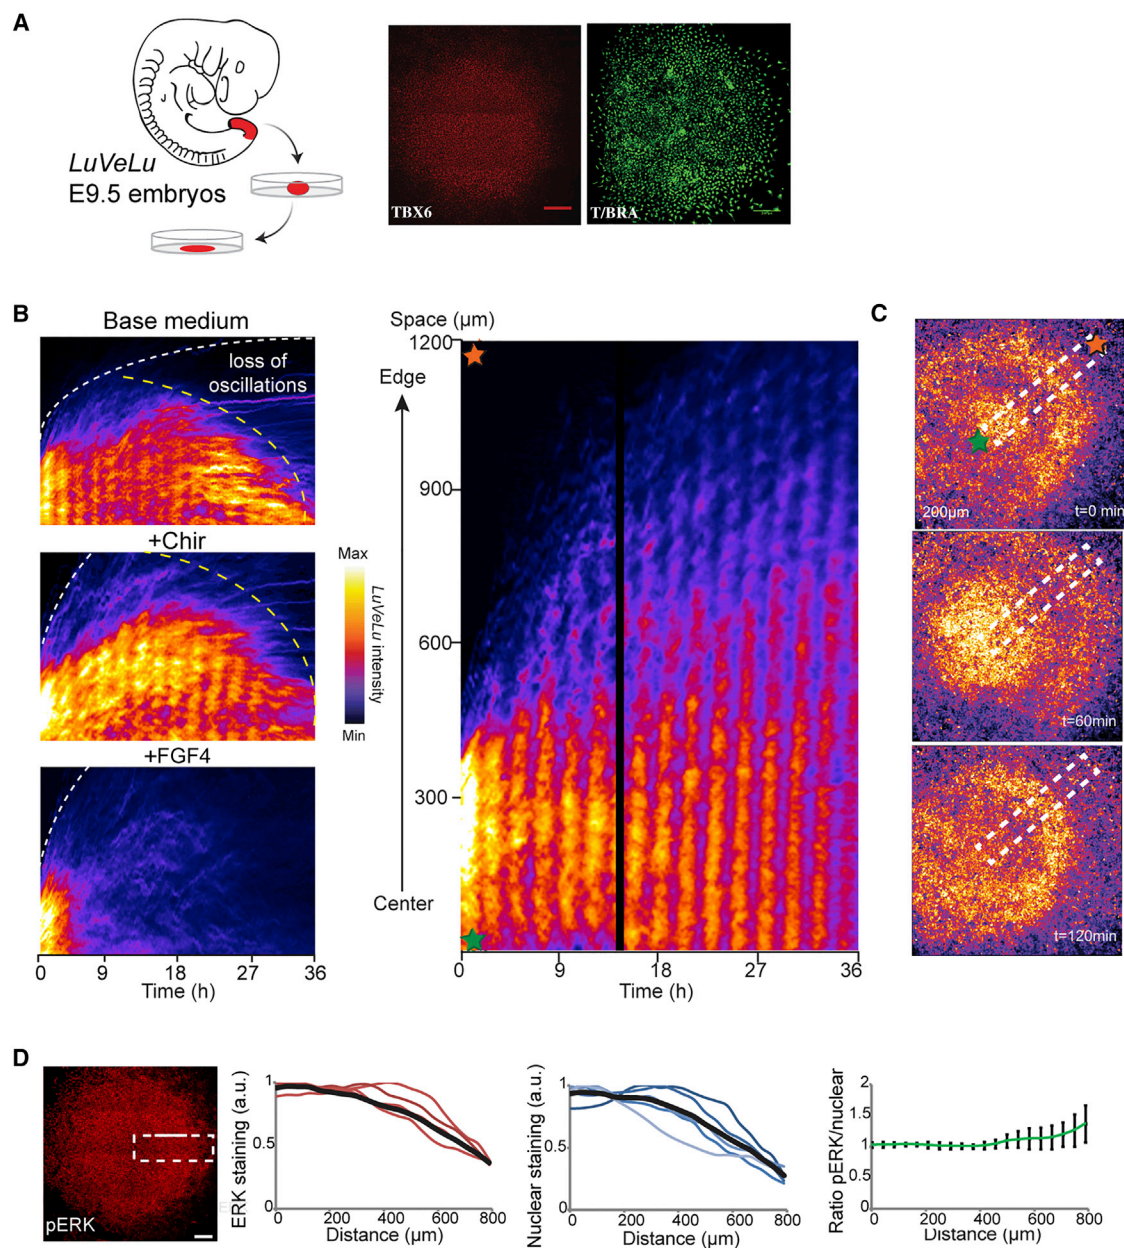 A
LuVeLu
E9.5 embryos
TBX6
T/BRA
B
Base medium
loss of
oscillations
+Chir
Max
LuVeLu intensity
Min
+FGF4
0 9 18 27 36
Time (h)
Space (µm)
1200
Edge
900
600
300
Center
0 9 18 27 36
Time (h)
C
200µm
t=0 min
t=60min
t=120min
D
pERK
ERK staining (a.u.)
1
0.5
0
0 200 400 600 800
Distance (µm)
Nuclear staining (a.u.)
1
0.5
0
0 200 400 600 800
Distance (µm)
Ratio pERK/nuclear
2
1.5
1
0.5
0
0 200 400 600 800
Distance (µm)